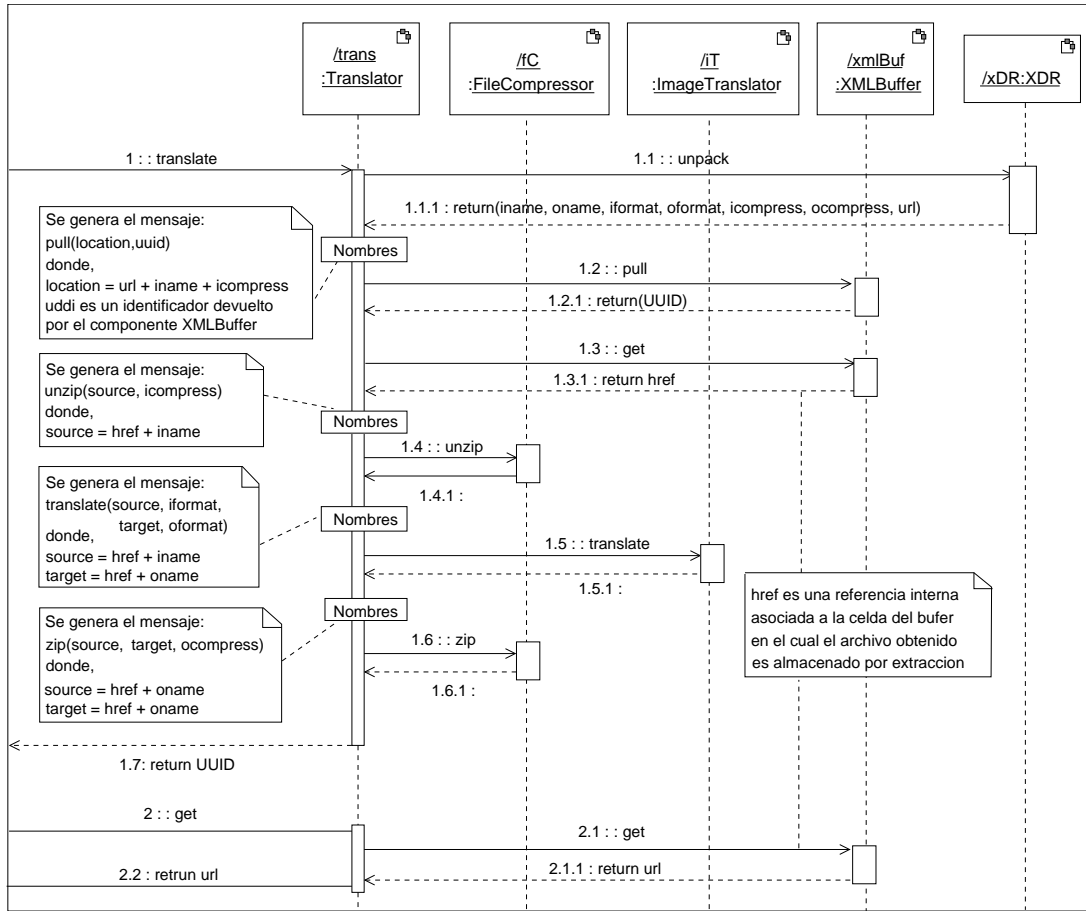 /trans
:Translator
/fC
:FileCompressor
/iT
:ImageTranslator
/xmlBuf
:XMLBuffer
/xDR:XDR
1 : : translate
1.1 : : unpack
1.1.1 : return(iname, oname, iformat, oformat, icompress, ocompress, url)
Se genera el mensaje:
pull(location,uuid)
donde,
location = url + iname + icompress
uddi es un identificador devuelto
por el componente XMLBuffer
Nombres
1.2 : : pull
1.2.1 : return(UUID)
1.3 : : get
1.3.1 : return href
Se genera el mensaje:
unzip(source, icompress)
donde,
source = href + iname
Nombres
1.4 : : unzip
1.4.1 :
Se genera el mensaje:
translate(source, iformat,
target, oformat)
donde,
source = href + iname
target = href + oname
Nombres
1.5 : : translate
1.5.1 :
href es una referencia interna
asociada a la celda del bufer
en el cual el archivo obtenido
es almacenado por extraccion
Se genera el mensaje:
zip(source, target, ocompress)
donde,
source = href + oname
target = href + oname
Nombres
1.6 : : zip
1.6.1 :
1.7: return UUID
2 : : get
2.1 : : get
2.1.1 : return url
2.2 : retrun url